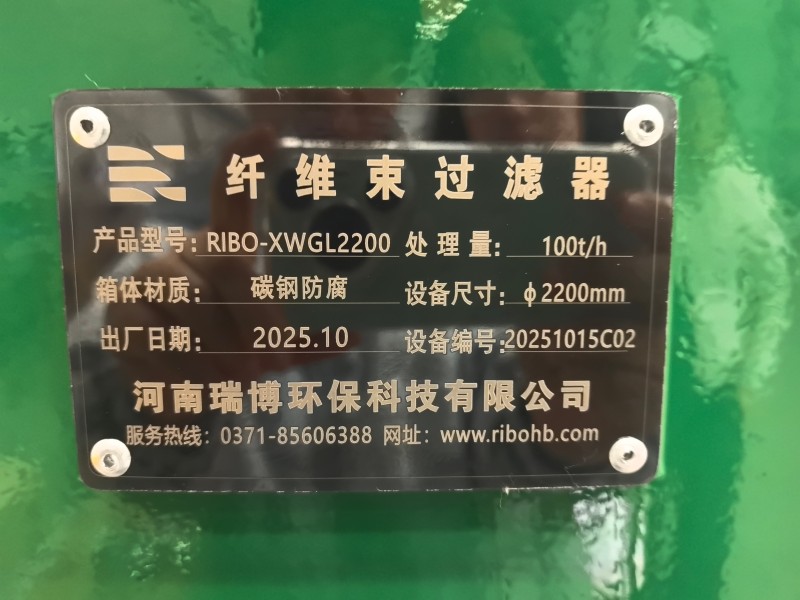 纤维束过滤器
产品型号: RIBO-XWGL2200 处理量: 100t/h
箱体材质: 碳钢防腐 设备尺寸: ф2200mm
出厂日期: 2025.10 设备编号: 20251015C02
河南瑞博环保科技有限公司
服务热线: 0371-85606388 网址: www.ribohb.com